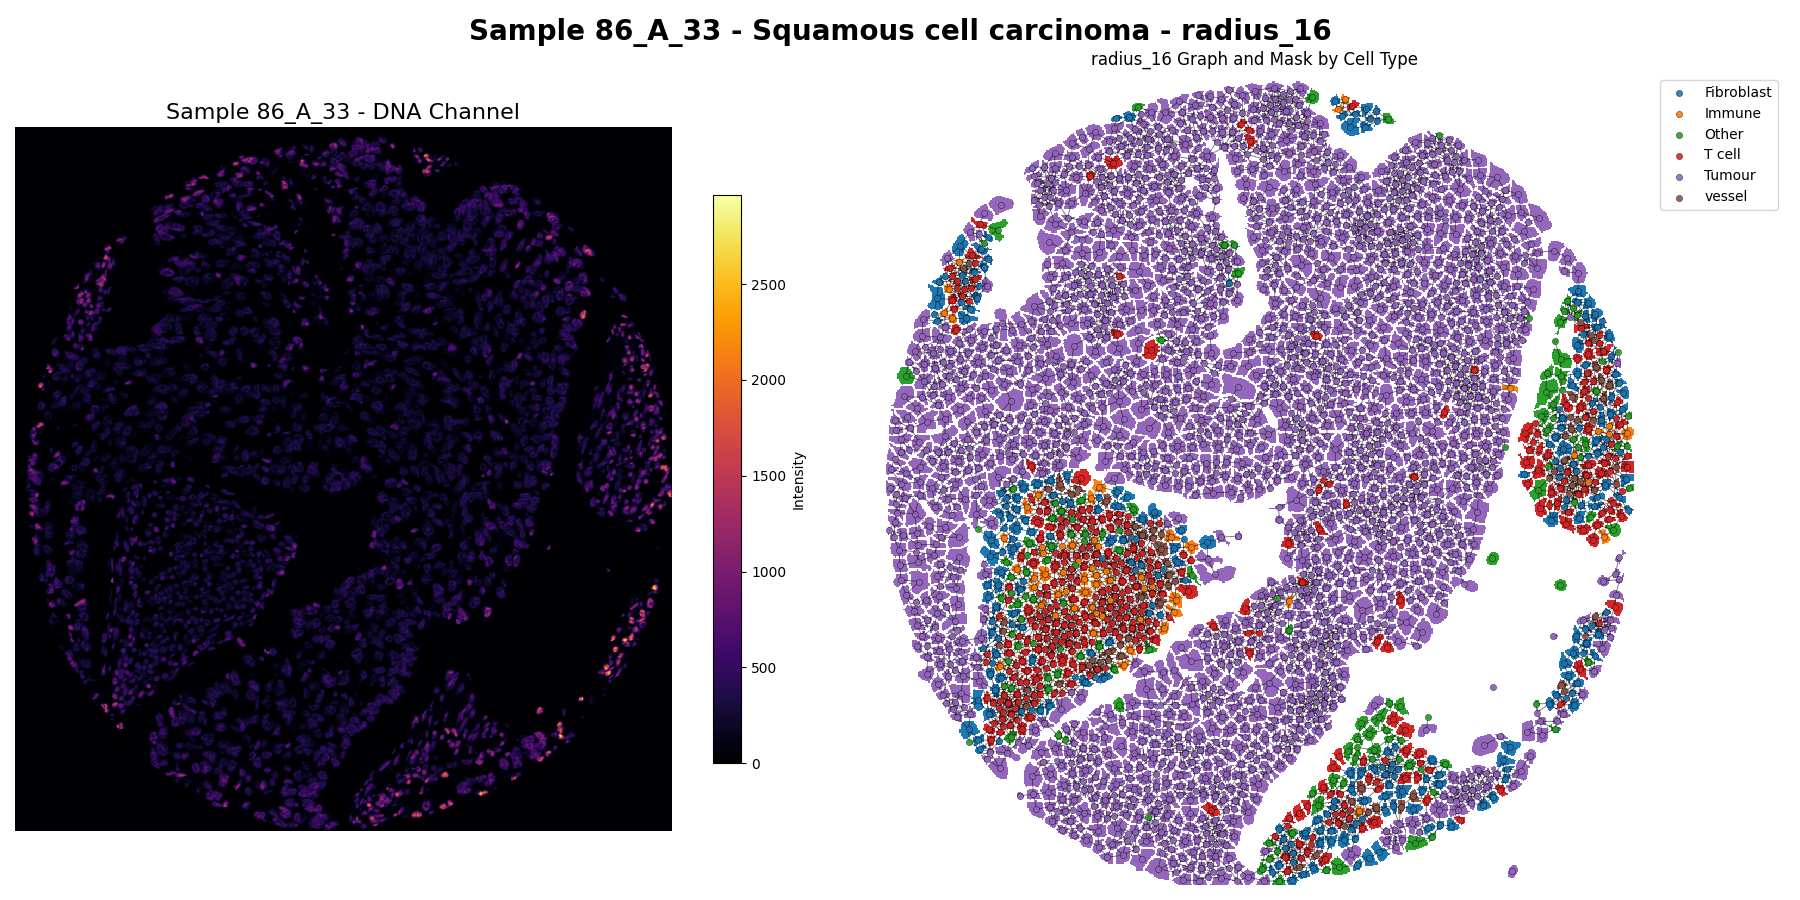 Sample 86_A_33 - Squamous cell carcinoma - radius_16
Sample 86_A_33 - DNA Channel
2500
2000
1500
1000
500
0
Intensity
radius_16 Graph and Mask by Cell Type
Fibroblast
Immune
Other
T cell
Tumour
vessel